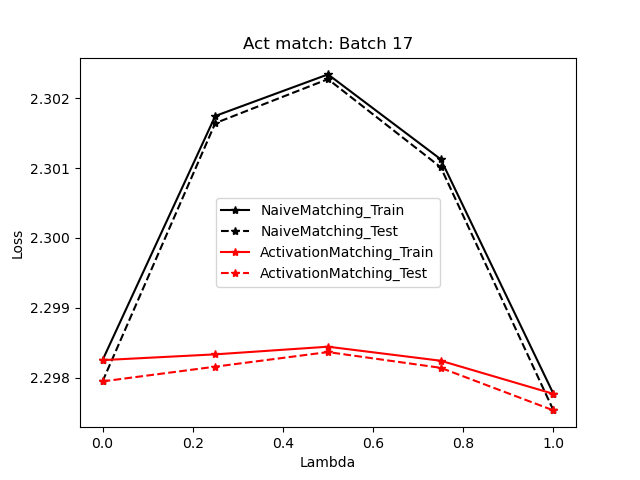 Act match: Batch 17
2.302
2.301
2.300
2.299
2.298
Loss
NaiveMatching_Train
NaiveMatching_Test
ActivationMatching_Train
ActivationMatching_Test
0.0 0.2 0.4 0.6 0.8 1.0
Lambda